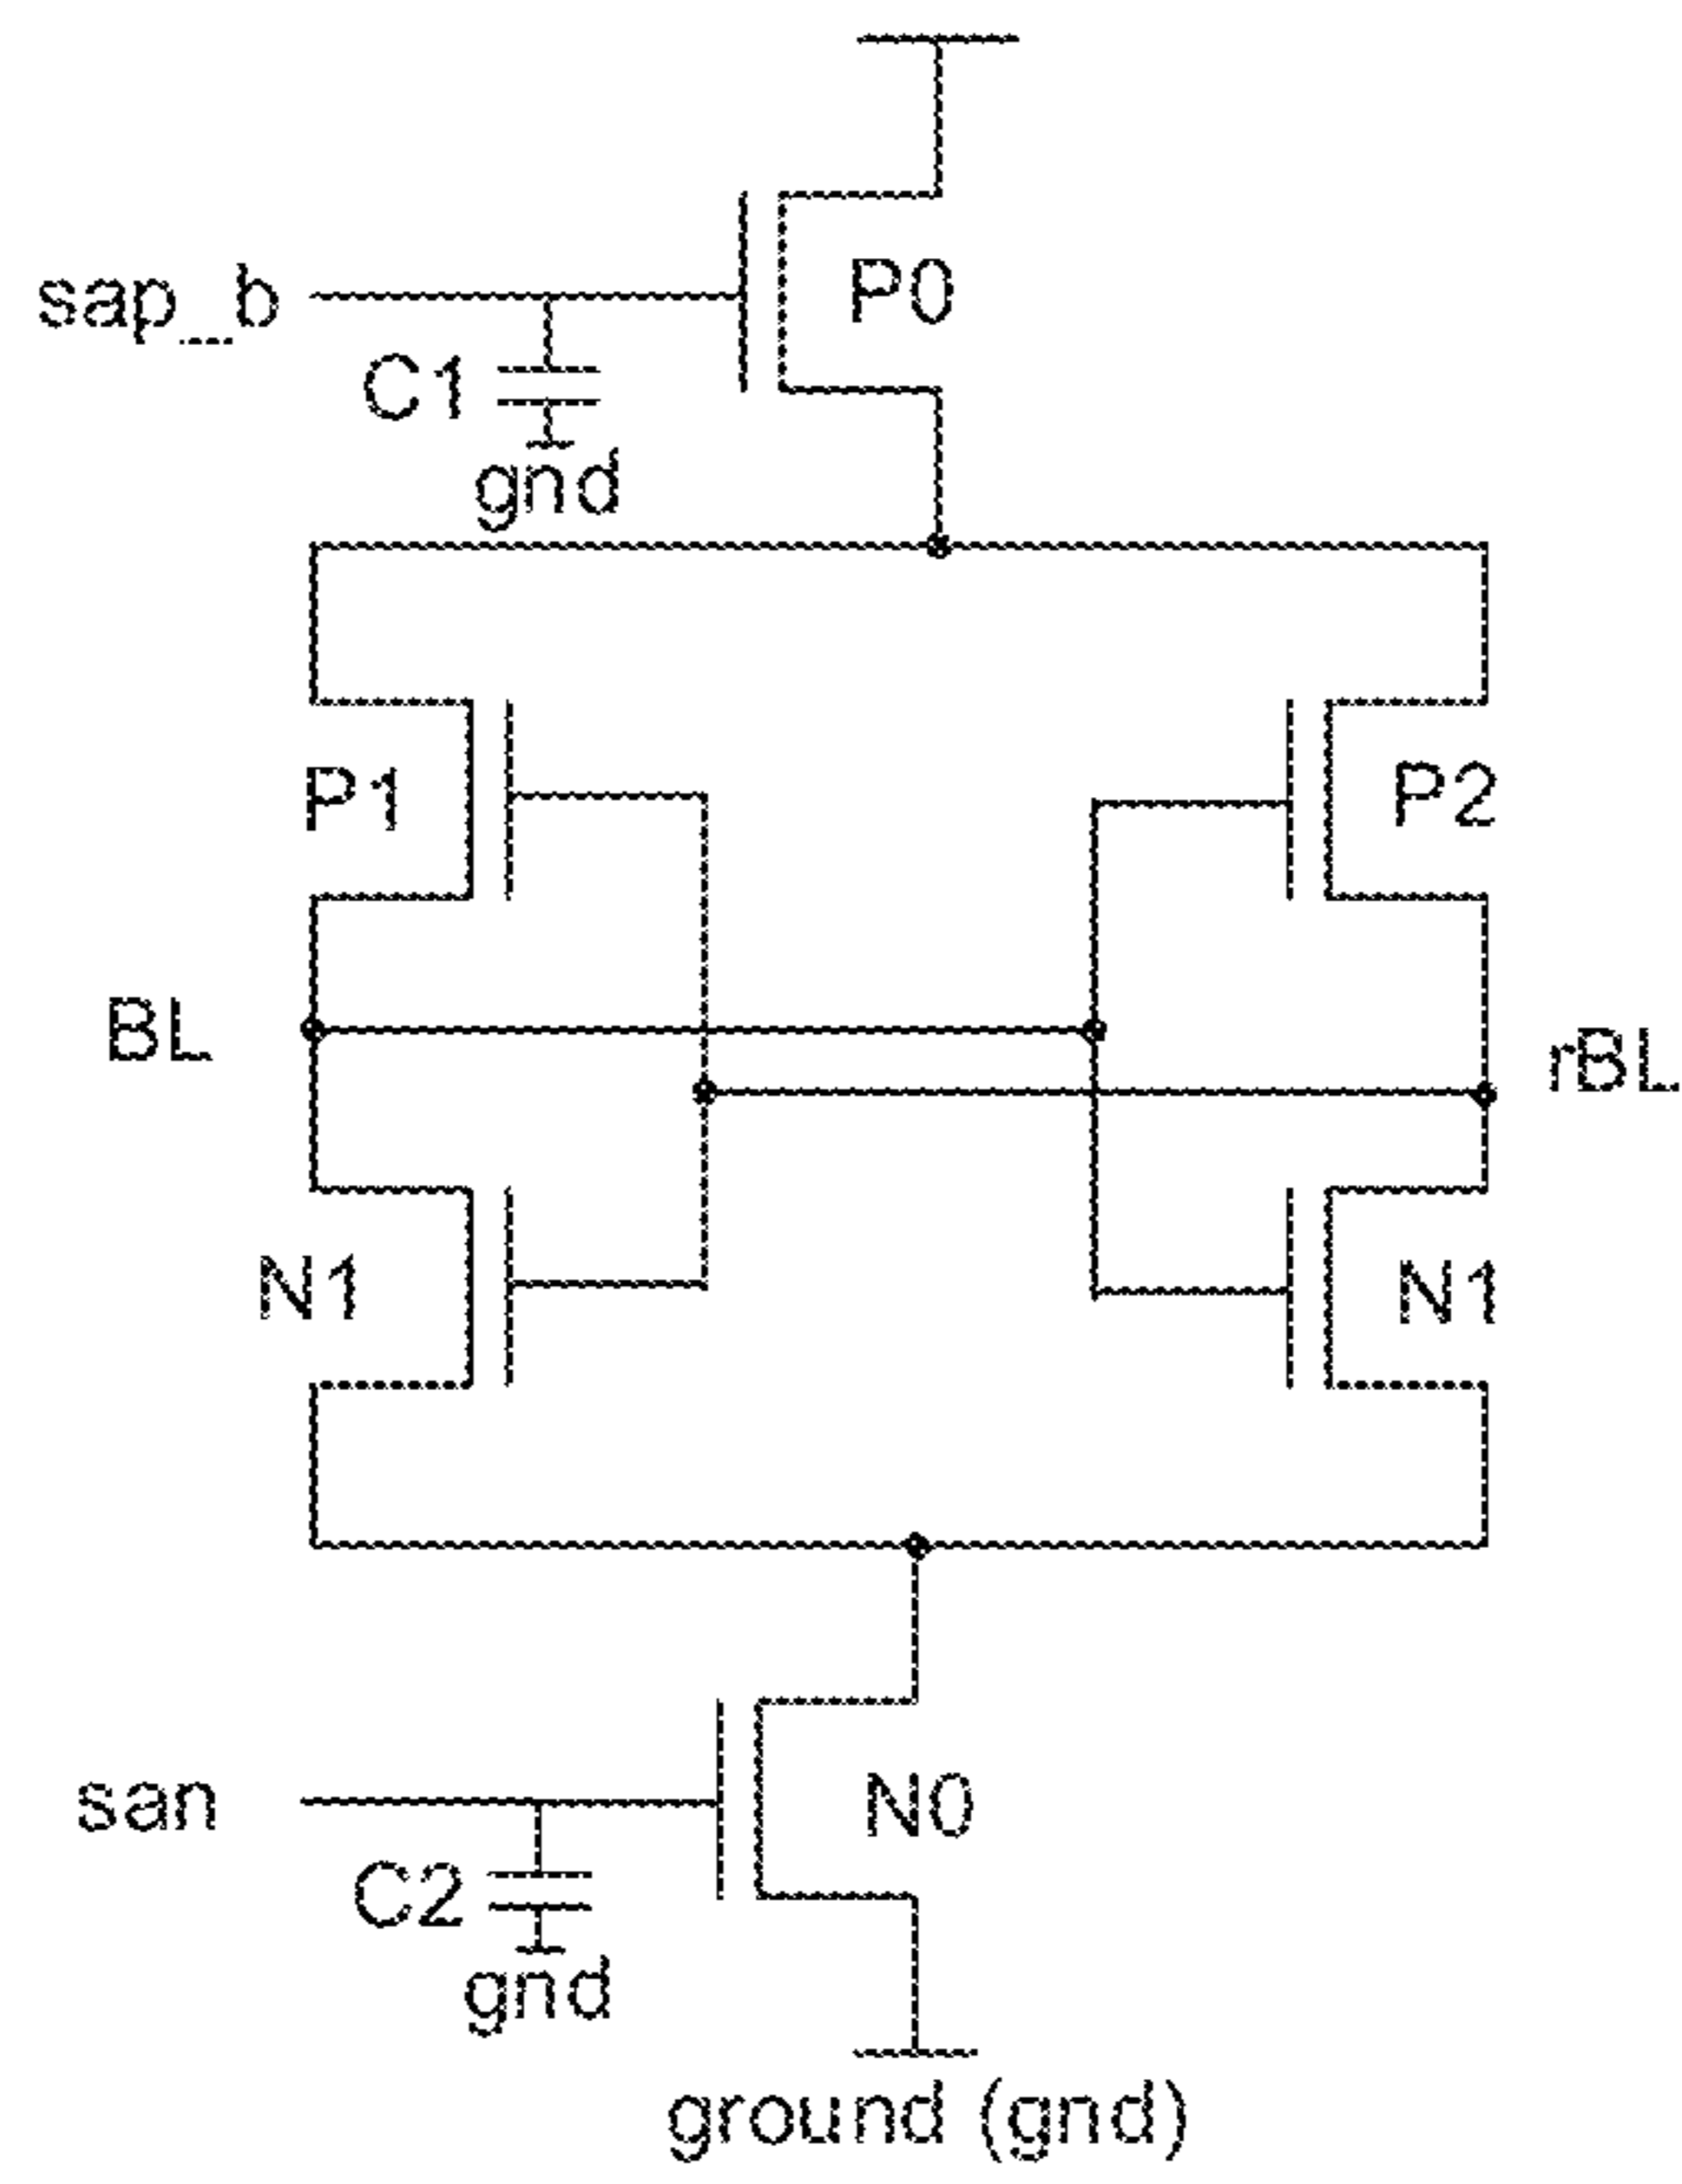 sap_b
P0
C1
gnd
P1
P2
BL
rBL
N1
N1
san
N0
C2
gnd
ground (gnd)